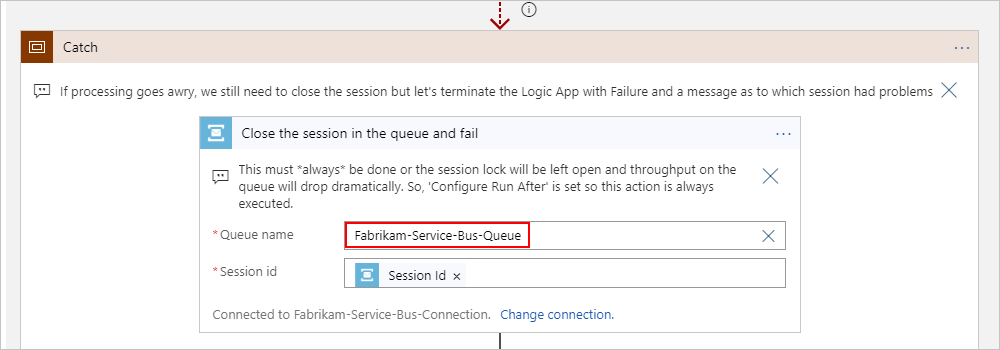 Catch
If processing goes awry, we still need to close the session but let's terminate the Logic App with Failure and a message as to which session had problems
Close the session in the queue and fail
This must *always* be done or the session lock will be left open and throughput on the
queue will drop dramatically. So, 'Configure Run After' is set so this action is always
executed.
* Queue name
Fabrikam-Service-Bus-Queue
* Session id
Session Id ×
Connected to Fabrikam-Service-Bus-Connection. Change connection.